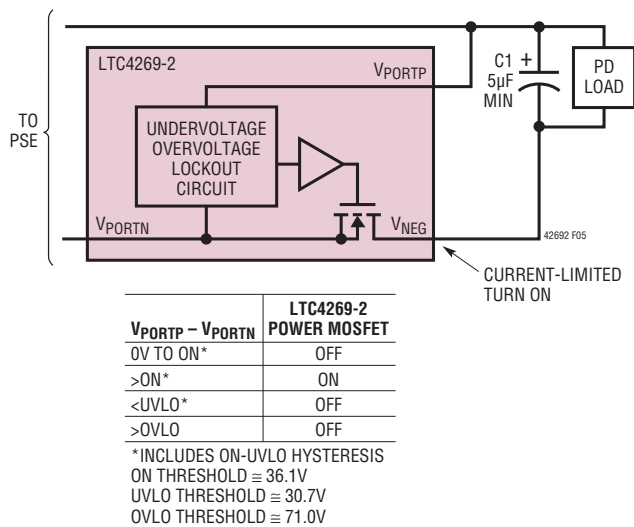 LTC4269-2
VPORTP
C1
+
5µF
MIN
PD
LOAD
TO
PSE
UNDERVOLTAGE
OVERVOLTAGE
LOCKOUT
CIRCUIT
VPORTN
VNEG
42692 F05
CURRENT-LIMITED
TURN ON
VPORTP – VPORTN
LTC4269-2
POWER MOSFET
0V TO ON* OFF
>ON* ON
<UVLO* OFF
>OVLO OFF
*INCLUDES ON-UVLO HYSTERESIS
ON THRESHOLD ≅ 36.1V
UVLO THRESHOLD ≅ 30.7V
OVLO THRESHOLD ≅ 71.0V